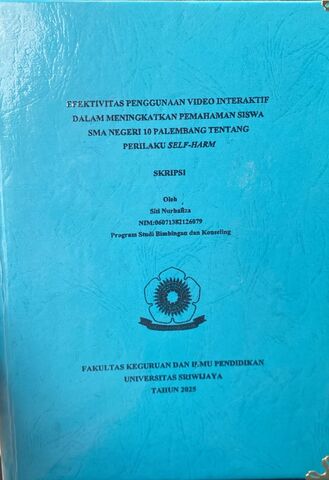 EFEKTIVITAS PENGGUNAAN VIDEO INTERAKTIF
DALAM MENINGKATKAN PEMAHAMAN SISWA
SMA NEGERI 10 PALEMBANG TENTANG
PERILAKU SELF-HARM
SKRIPSI
Oleh
Siti Nurhafiza
NIM:06071382126079
Program Studi Bimbingan dan Konseling
FAKULTAS KEGURUAN DAN ILMU PENDIDIKAN
UNIVERSITAS SRIWIJAYA
TAHUN 2025